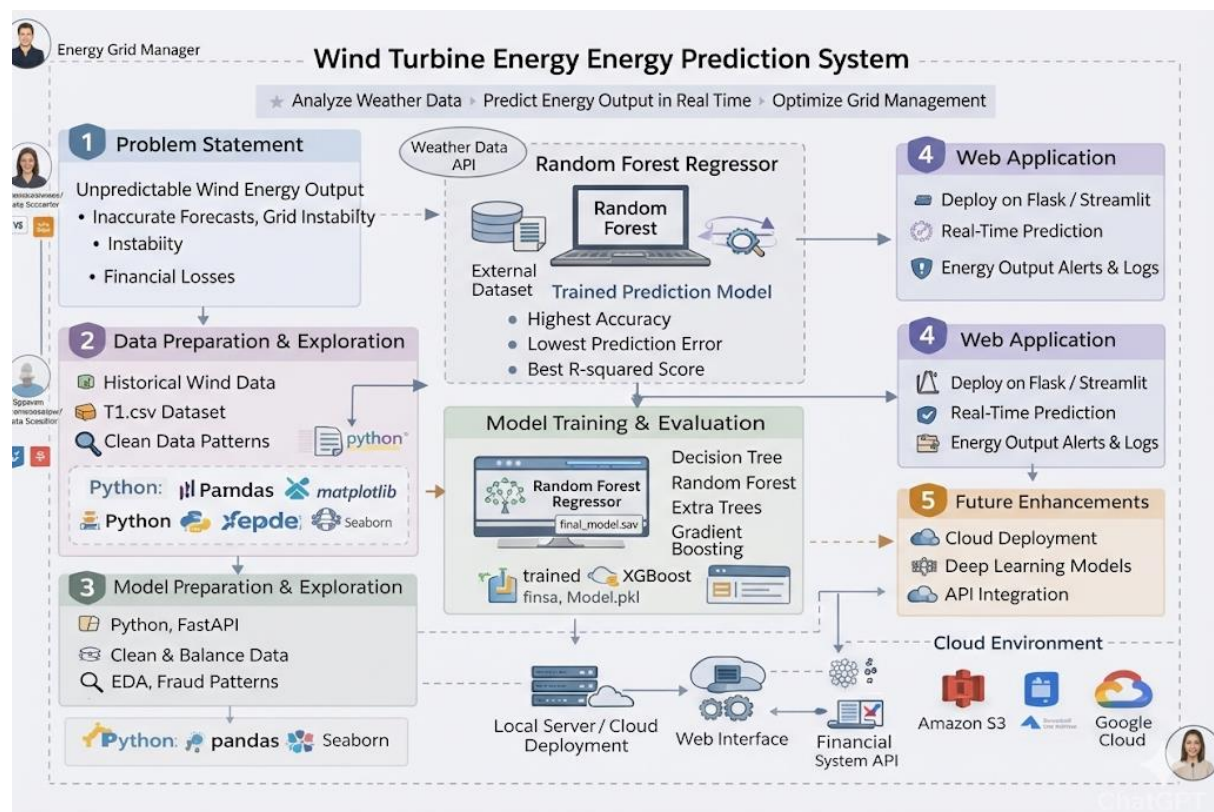 Energy Grid Manager
Wind Turbine Energy Energy Prediction System
Analyze Weather Data ▸ Predict Energy Output in Real Time ▸ Optimize Grid Management
1 Problem Statement
Unpredictable Wind Energy Output
• Inaccurate Forecasts, Grid Instabilty
• Instabiity
• Financial Losses
VS
2 Data Preparation & Exploration
Historical Wind Data
T1.csv Dataset
Clean Data Patterns
python
Python: Pamdas matplotlib
Python Xepde Seaborn
3 Model Preparation & Exploration
Python, FastAPI
Clean & Balance Data
EDA, Fraud Patterns
Python: pandas Seaborn
Weather Data
API
Random Forest Regressor
Random
Forest
External
Dataset
Trained Prediction Model
• Highest Accuracy
• Lowest Prediction Error
• Best R-squared Score
Model Training & Evaluation
Random Forest
Regressor
final_model.sav
Decision Tree
Random Forest
Extra Trees
Gradient
Boosting
trained XGBoost
finsa, Model.pkl
Local Server / Cloud
Deployment
Web Interface
Financial
System API
4 Web Application
Deploy on Flask / Streamlit
Real-Time Prediction
Energy Output Alerts & Logs
4 Web Application
Deploy on Flask / Streamlit
Real-Time Prediction
Energy Output Alerts & Logs
5 Future Enhancements
Cloud Deployment
Deep Learning Models
API Integration
Cloud Environment
Amazon S3
Google
Cloud